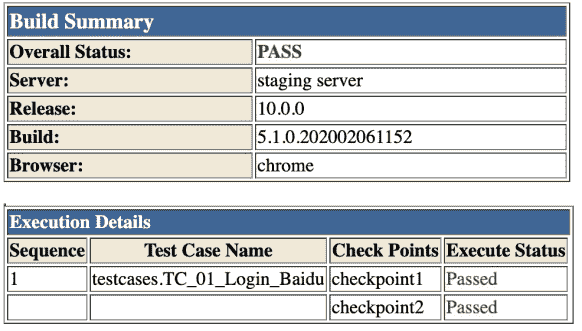 Build Summary
Overall Status: PASS
Server: staging server
Release: 10.0.0
Build: 5.1.0.202002061152
Browser: chrome
Execution Details
Sequence Test Case Name Check Points Execute Status
1 testcases.TC_01_Login_Baidu checkpoint1 Passed
checkpoint2 Passed